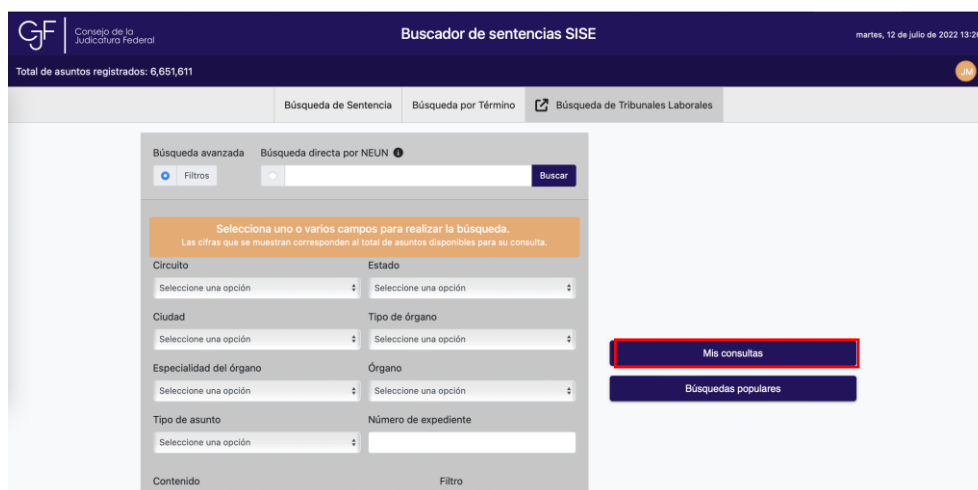 CJF
Consejo de la
Judicatura Federal
Buscador de sentencias SISE
martes, 12 de julio de 2022 13:26
Total de asuntos registrados: 6,651,611
JM
Búsqueda de Sentencia
Búsqueda por Término
Búsqueda de Tribunales Laborales
Búsqueda avanzada
Búsqueda directa por NEUN
Filtros
Buscar
Selecciona uno o varios campos para realizar la búsqueda.
Las cifras que se muestran corresponden al total de asuntos disponibles para su consulta.
Circuito
Estado
Seleccione una opción
Seleccione una opción
Ciudad
Tipo de órgano
Seleccione una opción
Seleccione una opción
Especialidad del órgano
Órgano
Seleccione una opción
Seleccione una opción
Tipo de asunto
Número de expediente
Seleccione una opción
Contenido
Filtro
Mis consultas
Búsquedas populares